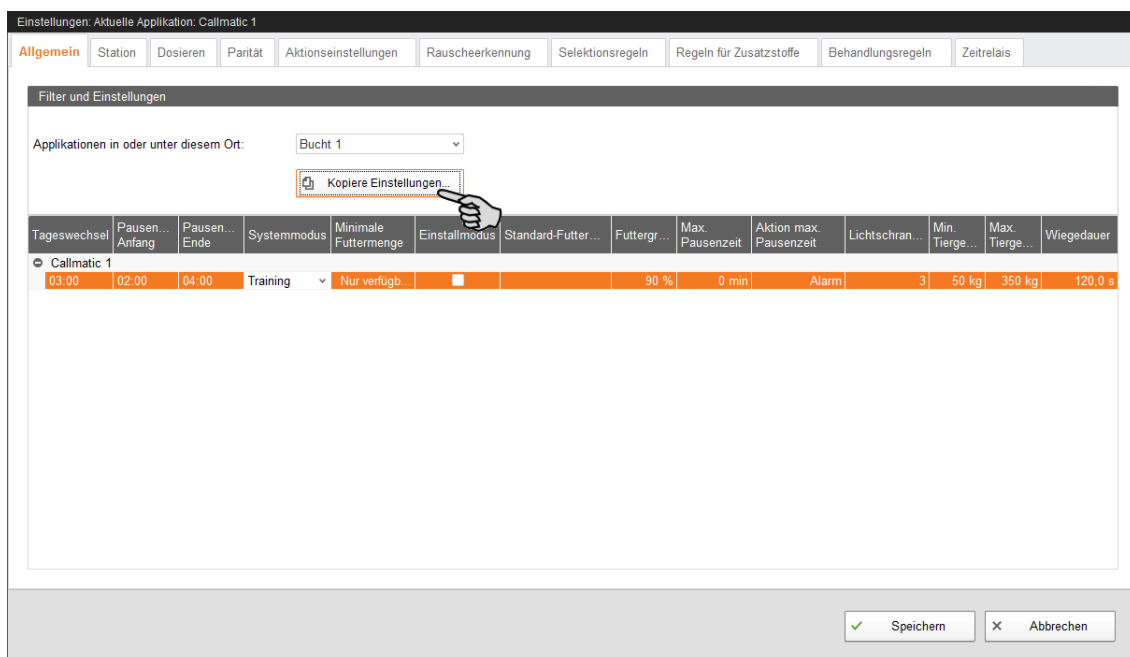 Einstellungen: Aktuelle Applikation: Callmatic 1
Allgemein Station Dosieren Parität Aktionseinstellungen Rauscheerkennung Selektionsregeln Regeln für Zusatzstoffe Behandlungsregeln Zeitrelais
Filter und Einstellungen
Applikationen in oder unter diesem Ort: Bucht 1
Kopiere Einstellungen...
Tageswechsel Pausen... Anfang Pausen... Ende Systemmodus Minimale Futtermenge Einstallmodus Standard-Futter... Futtergr... Max. Pausenzeit Aktion max. Pausenzeit Lichtschran... Min. Tierge... Max. Tierge... Wiegedauer
Callmatic 1
03:00 02:00 04:00 Training Nur verfügb... 90 % 0 min Alarm 3 50 kg 350 kg 120,0 s
Speichern Abbrechen